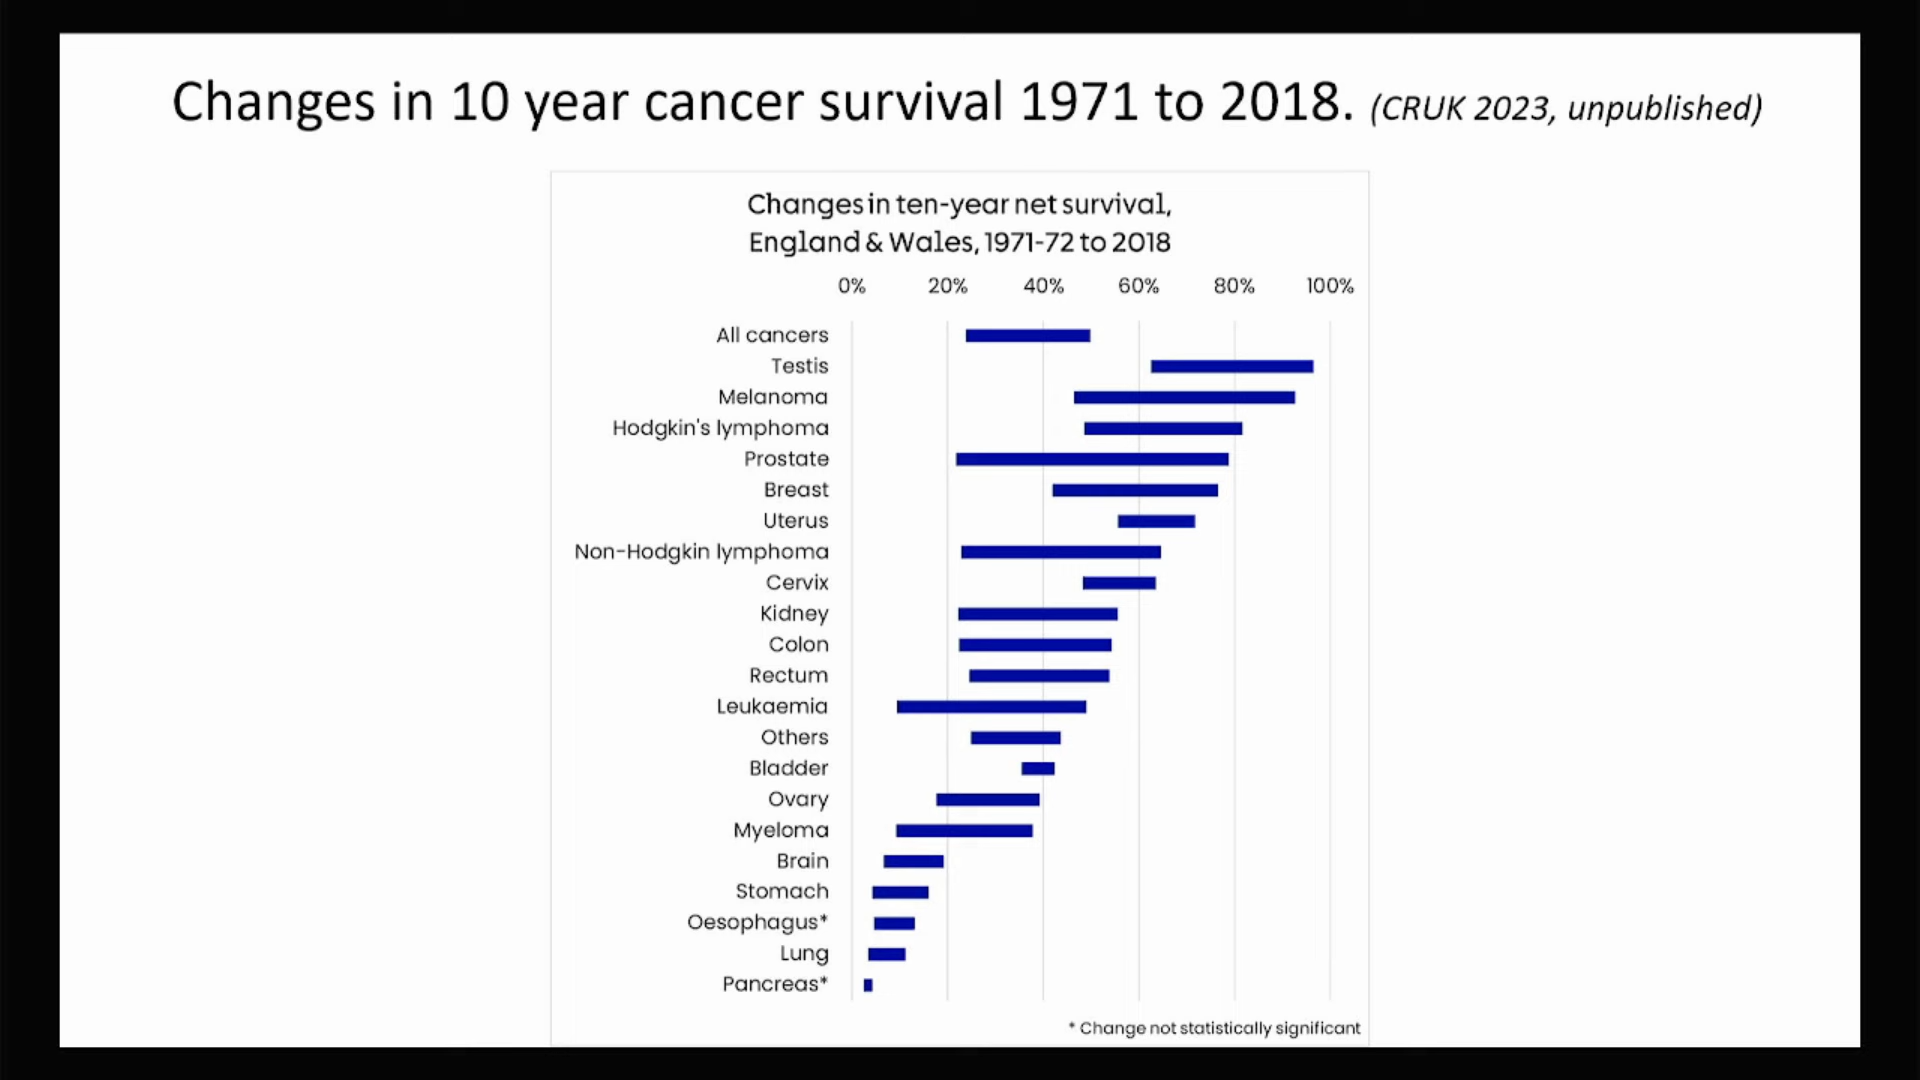 Changes in 10 year cancer survival 1971 to 2018. (CRUK 2023, unpublished)
Changes in ten-year net survival,
England & Wales, 1971-72 to 2018
0% 20% 40% 60% 80% 100%
All cancers
Testis
Melanoma
Hodgkin's lymphoma
Prostate
Breast
Uterus
Non-Hodgkin lymphoma
Cervix
Kidney
Colon
Rectum
Leukaemia
Others
Bladder
Ovary
Myeloma
Brain
Stomach
Oesophagus*
Lung
Pancreas*
* Change not statistically significant